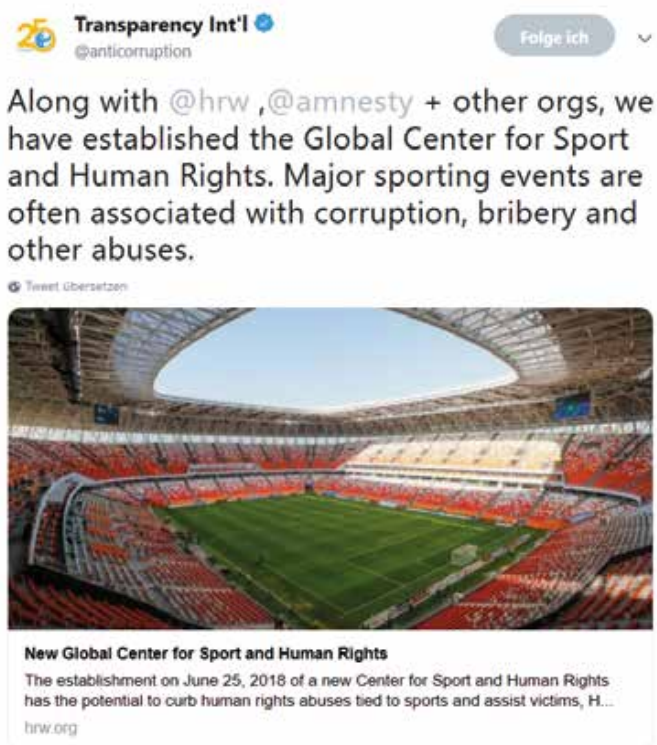 25
Transparency Int'l
Folge ich
@anticorruption
Along with @hrw ,@amnesty + other orgs, we
have established the Global Center for Sport
and Human Rights. Major sporting events are
often associated with corruption, bribery and
other abuses.
Tweet übersetzen
New Global Center for Sport and Human Rights
The establishment on June 25, 2018 of a new Center for Sport and Human Rights
has the potential to curb human rights abuses tied to sports and assist victims, H...
hrw.org